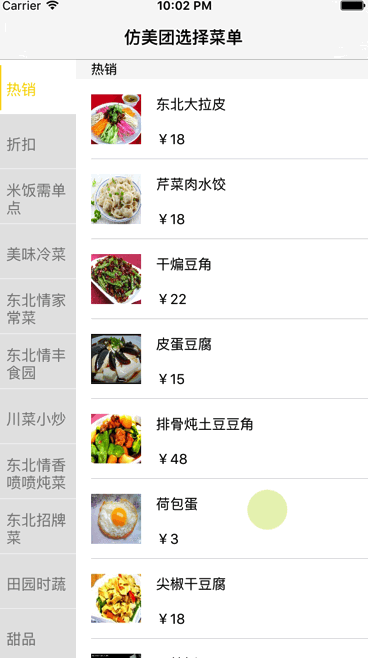 Carrier 10:02 PM
仿美团选择菜单
热销
折扣
米饭需单
点
美味冷菜
东北情家
常菜
东北情丰
食园
川菜小炒
东北情香
喷喷炖菜
东北招牌
菜
田园时蔬
甜品
热销
东北大拉皮
￥18
芹菜肉水饺
￥18
干煸豆角
￥22
皮蛋豆腐
￥15
排骨炖土豆豆角
￥48
荷包蛋
￥3
尖椒干豆腐
￥18